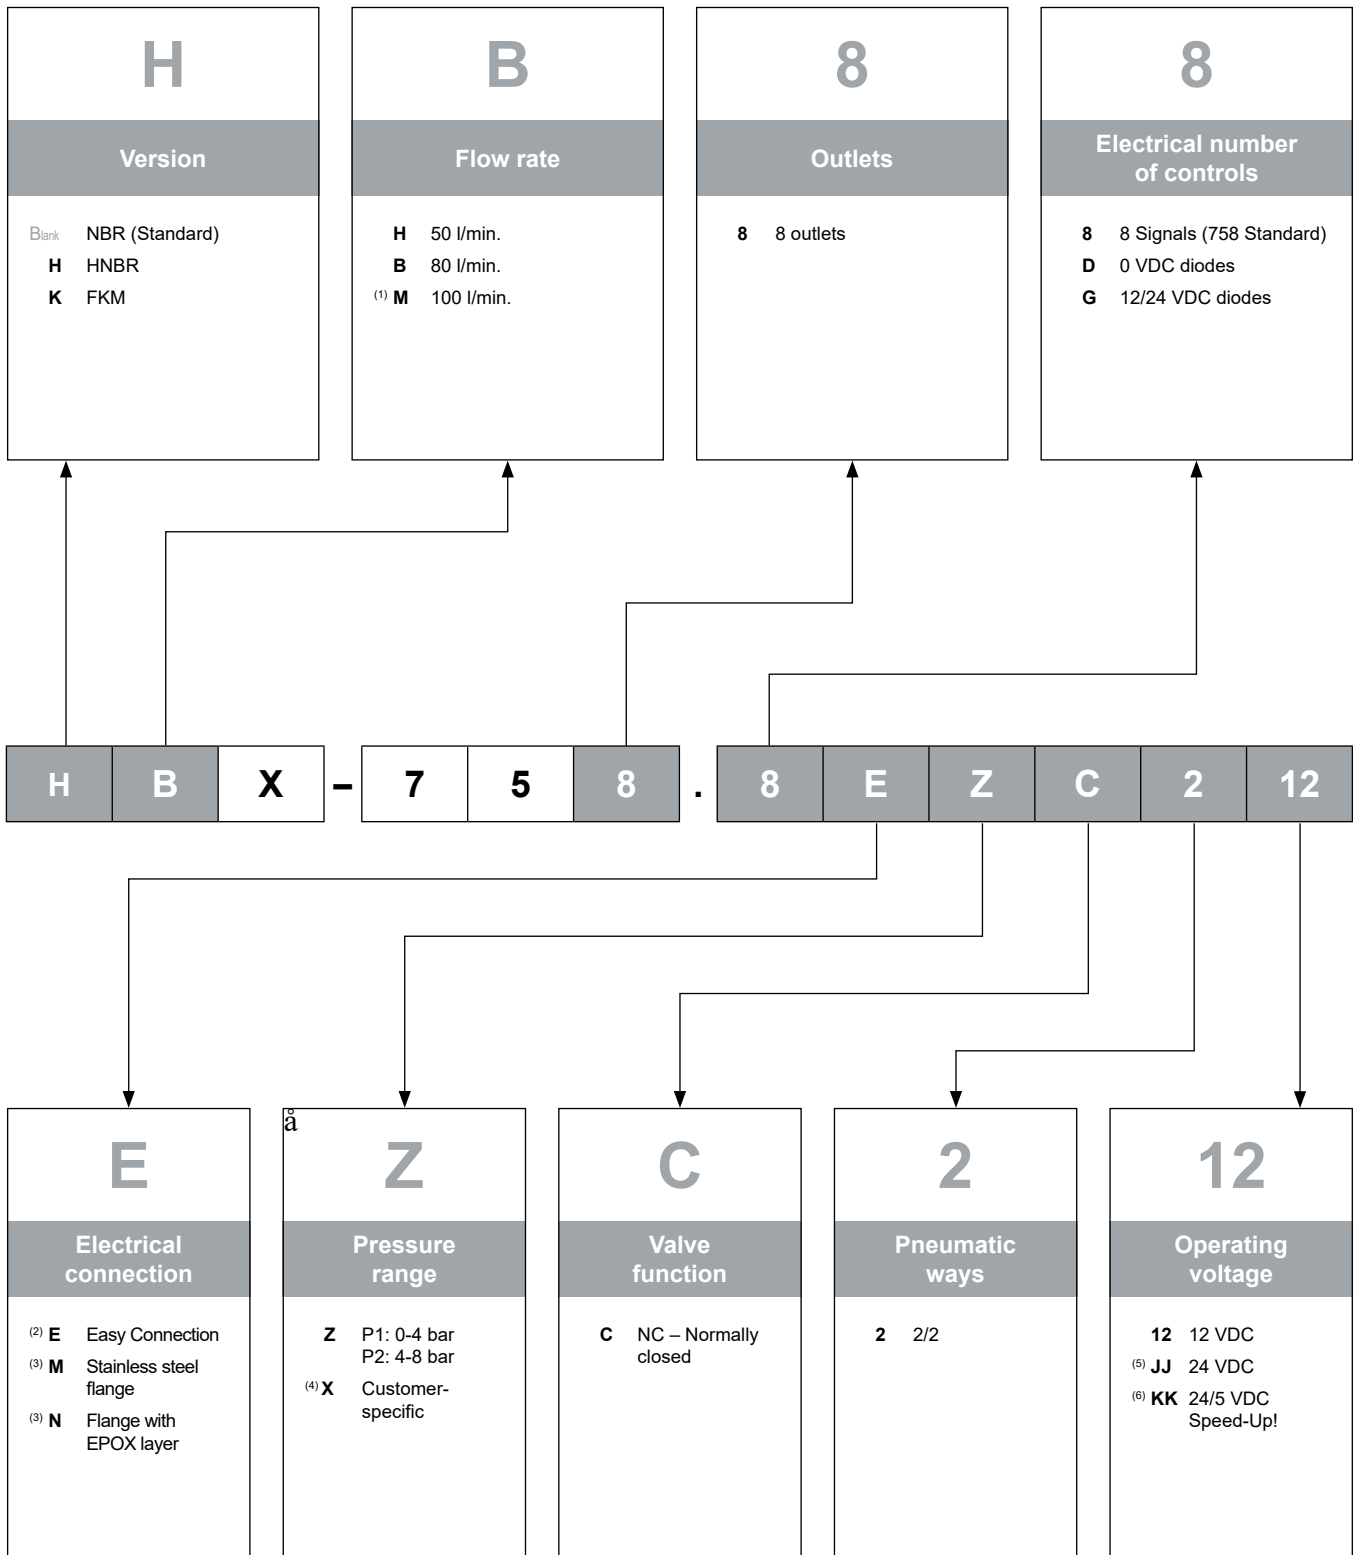 H
Version
Blank NBR (Standard)
H HNBR
K FKM
B
Flow rate
H 50 l/min.
B 80 l/min.
(1) M 100 l/min.
8
Outlets
8 8 outlets
8
Electrical number
of controls
8 8 Signals (758 Standard)
D 0 VDC diodes
G 12/24 VDC diodes
H B X – 7 5 8 . 8 E Z C 2 12
E
Electrical
connection
(2) E Easy Connection
(3) M Stainless steel
flange
(3) N Flange with
EPOX layer
å
Z
Pressure
range
Z P1: 0-4 bar
P2: 4-8 bar
(4) X Customer-
specific
C
Valve
function
C NC – Normally
closed
2
Pneumatic
ways
2 2/2
12
Operating
voltage
12 12 VDC
(5) JJ 24 VDC
(6) KK 24/5 VDC
Speed-Up!